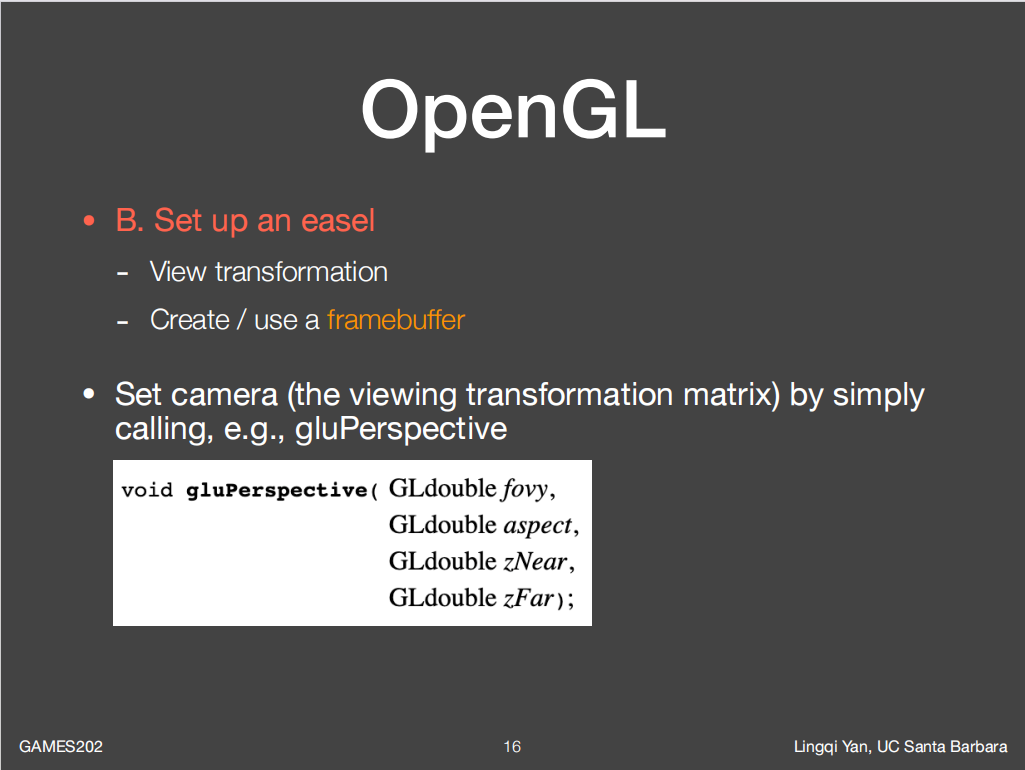 OpenGL
• B. Set up an easel
- View transformation
- Create / use a framebuffer
• Set camera (the viewing transformation matrix) by simply
calling, e.g., gluPerspective
void gluPerspective( GLdouble fovy,
GLdouble aspect,
GLdouble zNear,
GLdouble zFar);
GAMES202
16
Lingqi Yan, UC Santa Barbara